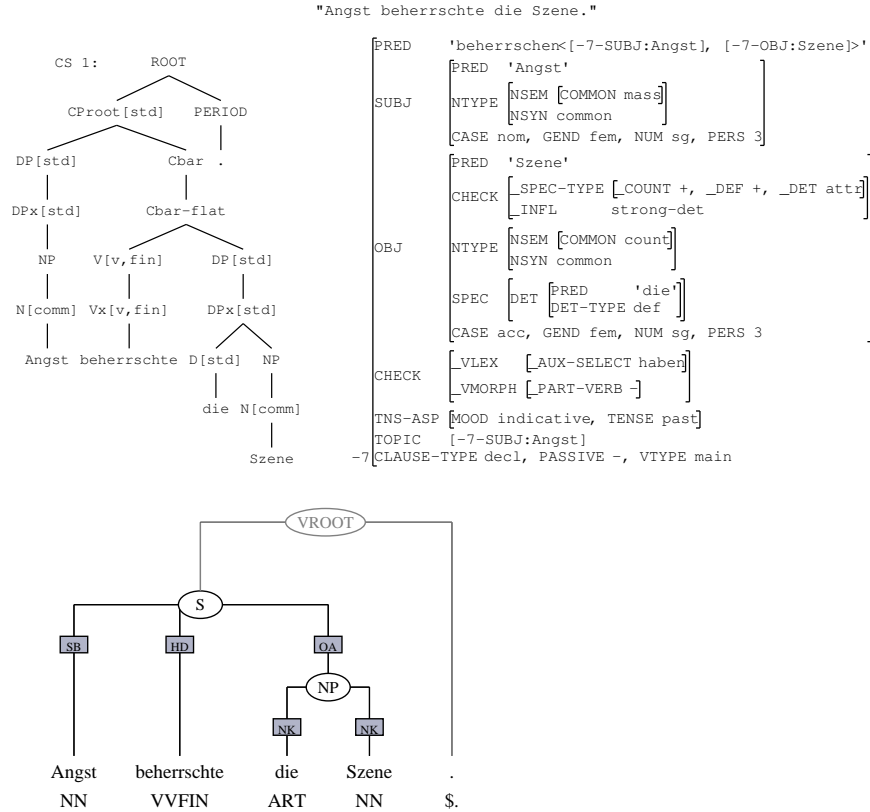 "Angst beherrschte die Szene."
CS 1: ROOT
CProot[std] PERIOD
DP[std] Cbar .
DPx[std] Cbar-flat
NP V[v,fin] DP[std]
N[comm] Vx[v,fin] DPx[std]
Angst beherrschte D[std] NP
die N[comm]
Szene
PRED 'beherrschen<[-7-SUBJ:Angst], [-7-OBJ:Szene]>'
PRED 'Angst'
SUBJ NTYPE NSEM [COMMON mass]
NSYN common
CASE nom, GEND fem, NUM sg, PERS 3
PRED 'Szene'
CHECK _SPEC-TYPE [_COUNT +, _DEF +, _DET attr]
_INFL strong-det
OBJ NTYPE NSEM [COMMON count]
NSYN common
SPEC DET PRED 'die'
DET-TYPE def
CASE acc, GEND fem, NUM sg, PERS 3
CHECK _VLEX [_AUX-SELECT haben]
_VMORPH [_PART-VERB -]
TNS-ASP [MOOD indicative, TENSE past]
TOPIC [-7-SUBJ:Angst]
-7 CLAUSE-TYPE decl, PASSIVE -, VTYPE main
VROOT
S
SB HD OA
NP
NK NK
Angst beherrschte die Szene .
NN VVFIN ART NN $.